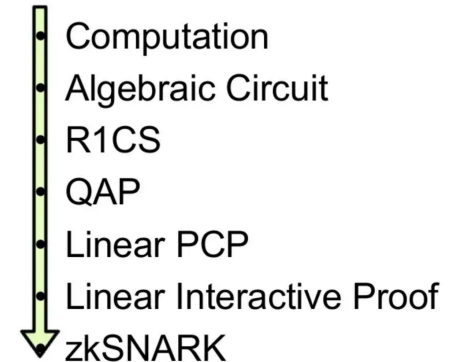 Computation
Algebraic Circuit
R1CS
QAP
Linear PCP
Linear Interactive Proof
zkSNARK